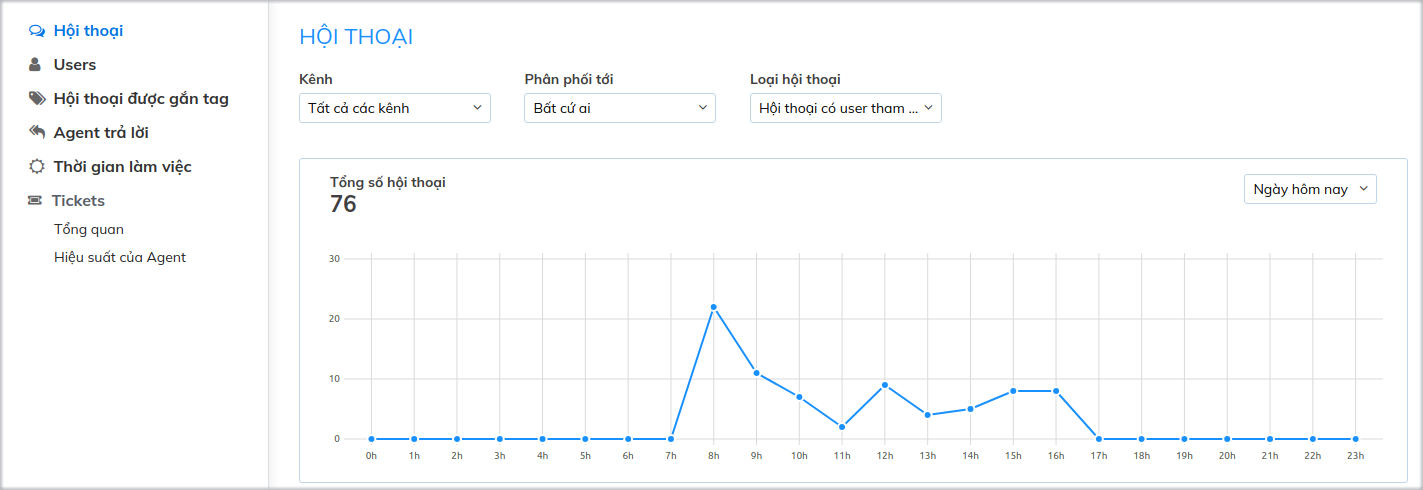 Hội thoại
Users
Hội thoại được gắn tag
Agent trả lời
Thời gian làm việc
Tickets
Tổng quan
Hiệu suất của Agent
HỘI THOẠI
Kênh Phân phối tới Loại hội thoại
Tất cả các kênh Bất cứ ai Hội thoại có user tham ...
Tổng số hội thoại
76
Ngày hôm nay
30
20
10
0
0h 1h 2h 3h 4h 5h 6h 7h 8h 9h 10h 11h 12h 13h 14h 15h 16h 17h 18h 19h 20h 21h 22h 23h